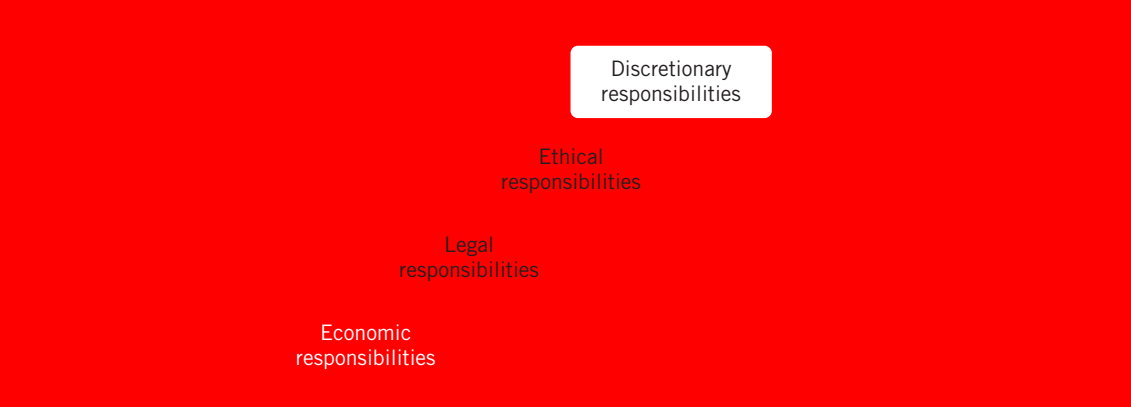 Discretionary
responsibilities
Ethical
responsibilities
Legal
responsibilities
Economic
responsibilities